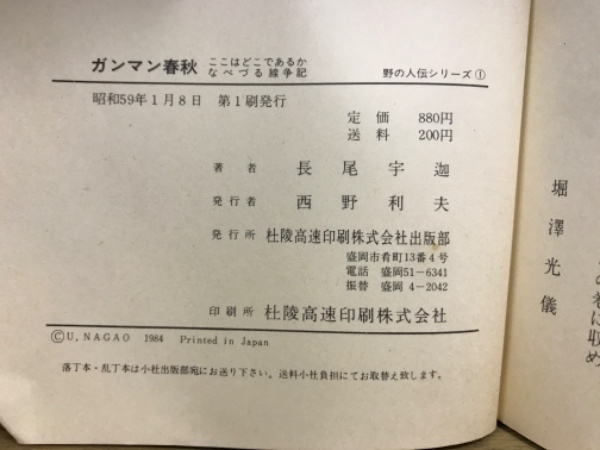 ガンマン春秋 ここはどこであるか
なべづる線争記 野の人伝シリーズ①
昭和59年1月8日 第1刷発行
定価 880円
送料 200円
著者 長尾宇迦
発行者 西野利夫
発行所 杜陵高速印刷株式会社出版部
盛岡市肴町13番4号
電話 盛岡51-6341
振替 盛岡 4-2042
印刷所 杜陵高速印刷株式会社
©U.NAGAO 1984 Printed in Japan
落丁本・乱丁本は小社出版部宛にお送り下さい。送料小社負担にてお取替え致します。
の巻に収め
堀澤光儀